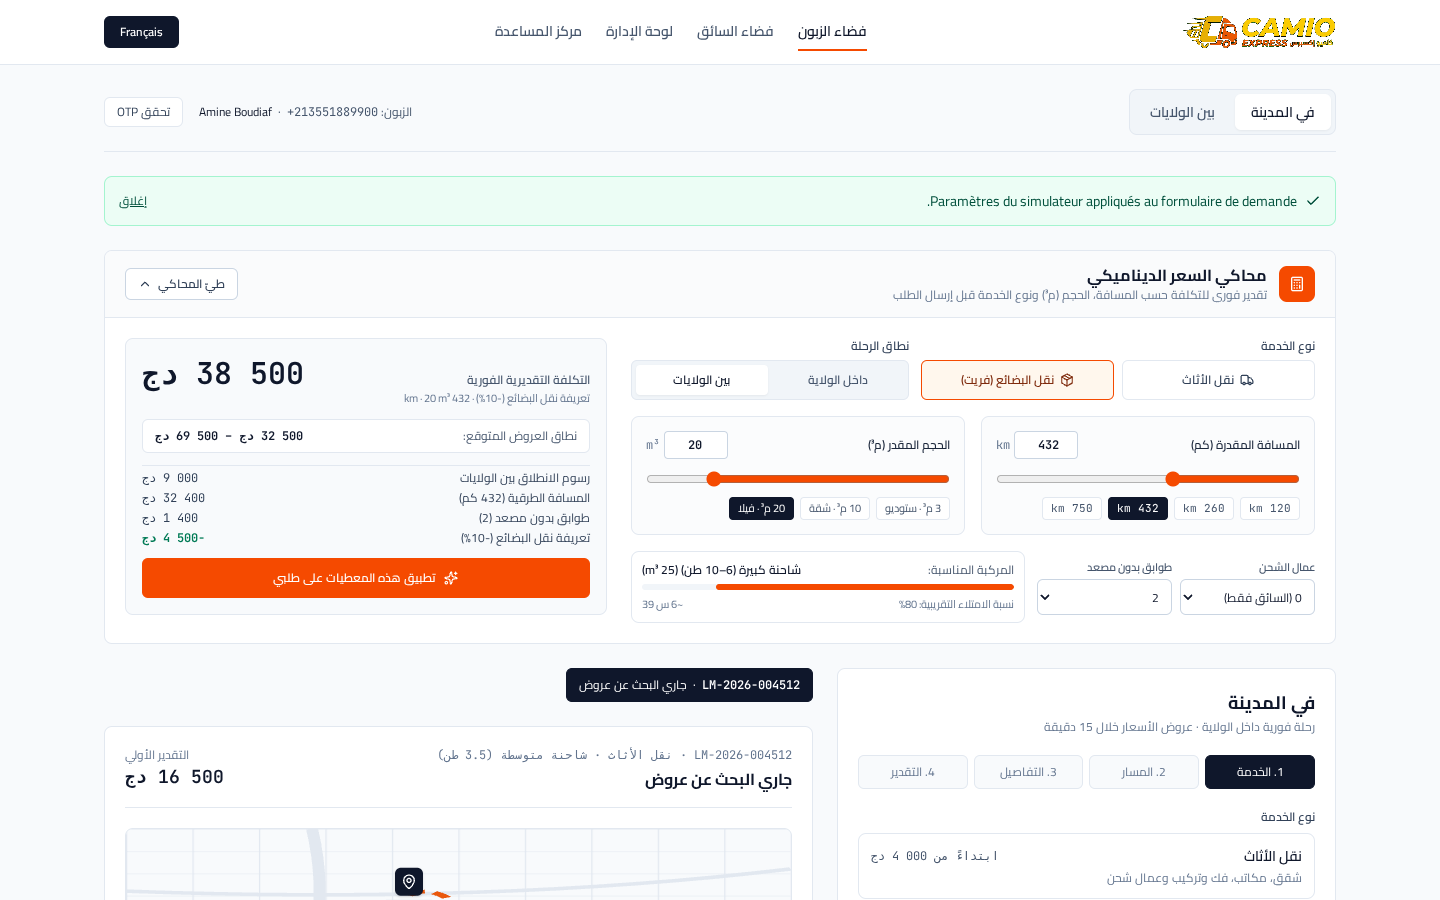 CAMIO
EXPRESS كاميو إكسبريس
فضاء الزبون
فضاء السائق
لوحة الإدارة
مركز المساعدة
Français
في المدينة
بين الولايات
الزبون: +213551889900 · Amine Boudiaf
تحقق OTP
Paramètres du simulateur appliqués au formulaire de demande.
إغلاق
محاكي السعر الديناميكي
تقدير فوري للتكلفة حسب المسافة، الحجم (م³) ونوع الخدمة قبل إرسال الطلب
طيّ المحاكي
نوع الخدمة
نقل الأثاث
نقل البضائع (فريت)
نطاق الرحلة
داخل الولاية
بين الولايات
المسافة المقدرة (كم)
432 km
120 km
260 km
432 km
750 km
الحجم المقدر (م³)
20 m³
3 م³ · ستوديو
10 م³ · شقة
20 م³ · فيلا
عمال الشحن
0 (السائق فقط)
طوابق بدون مصعد
2
المركبة المناسبة:
شاحنة كبيرة (6–10 طن) (25 m³)
نسبة الامتلاء التقريبية: 80%
~6 س 39
التكلفة التقديرية الفورية
38 500 دج
تعريفة نقل البضائع (-10%) · 432 km · 20 m³
نطاق العروض المتوقع:
32 500 دج – 69 500 دج
رسوم الانطلاق بين الولايات
9 000 دج
المسافة الطرقية (432 كم)
32 400 دج
طوابق بدون مصعد (2)
1 400 دج
تعريفة نقل البضائع (-10%)
-4 500 دج
تطبيق هذه المعطيات على طلبي
في المدينة
رحلة فورية داخل الولاية · عروض الأسعار خلال 15 دقيقة
1. الخدمة
2. المسار
3. التفاصيل
4. التقدير
نوع الخدمة
نقل الأثاث
ابتداءً من 4 000 دج
شقق، مكاتب، فك وتركيب وعمال شحن
LM-2026-004512 · جاري البحث عن عروض
LM-2026-004512 · نقل الأثاث · شاحنة متوسطة (3.5 طن)
جاري البحث عن عروض
التقدير الأولي
16 500 دج